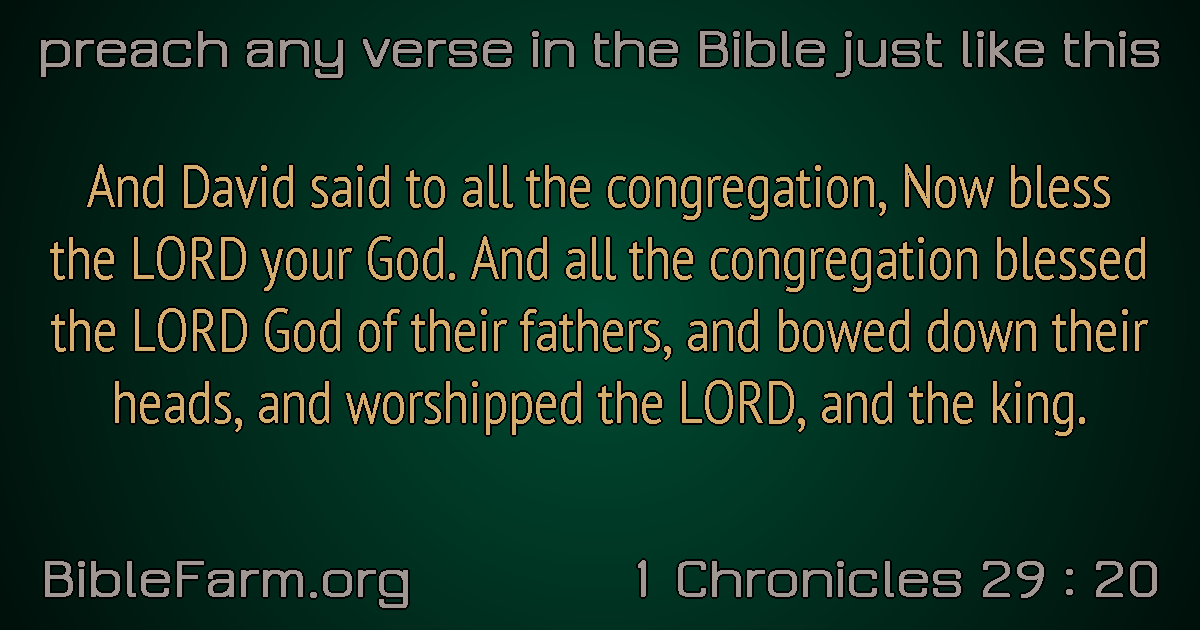 preach any verse in the Bible just like this
And David said to all the congregation, Now bless
the LORD your God. And all the congregation blessed
the LORD God of their fathers, and bowed down their
heads, and worshipped the LORD, and the king.
BibleFarm.org
1 Chronicles 29 : 20